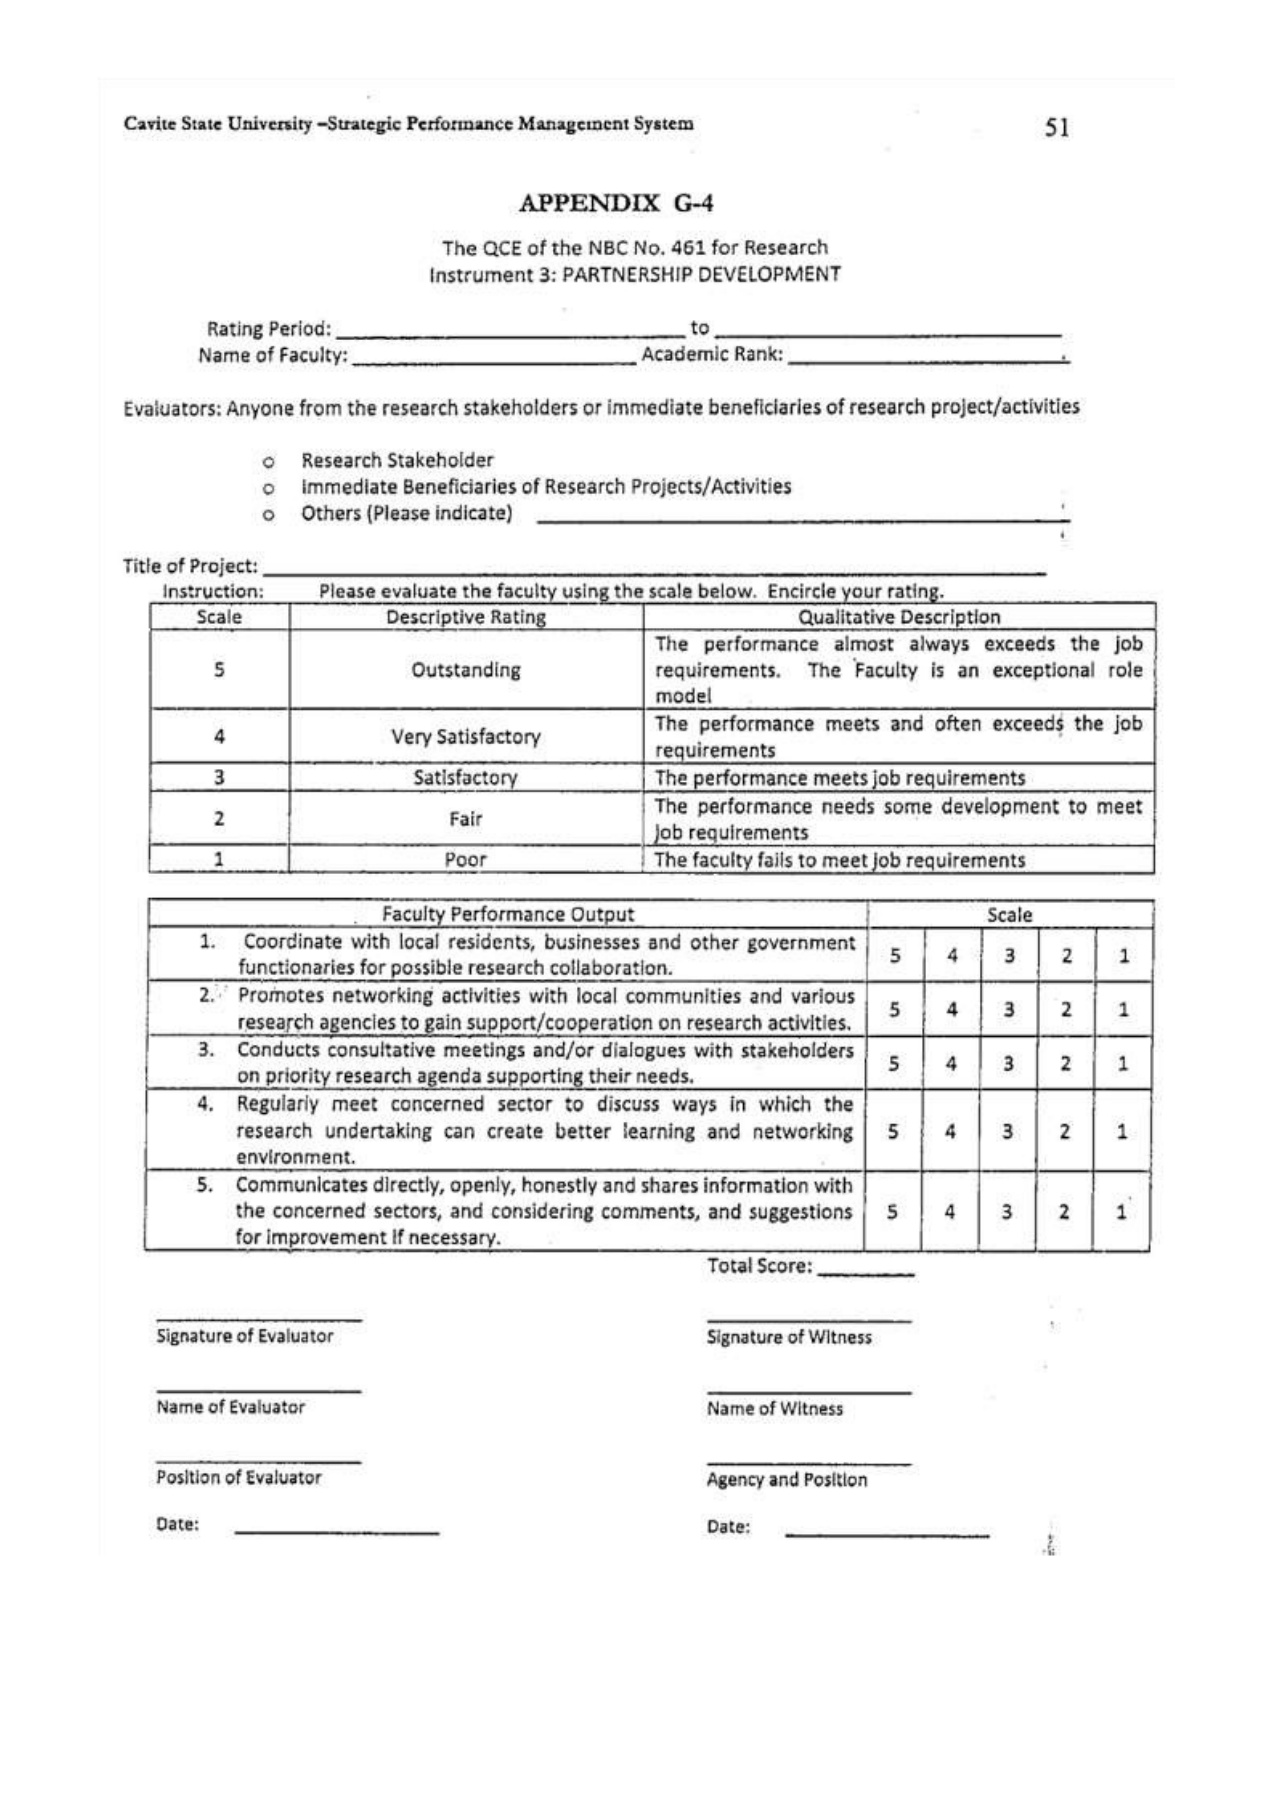 Cavite State University –Strategic Performance Management System 51
APPENDIX G-4
The QCE of the NBC No. 461 for Research
Instrument 3: PARTNERSHIP DEVELOPMENT
Rating Period: to
Name of Faculty: Academic Rank:
Evaluators: Anyone from the research stakeholders or immediate beneficiaries of research project/activities
o Research Stakeholder
o Immediate Beneficiaries of Research Projects/Activities
o Others (Please indicate)
Title of Project:
Instruction: Please evaluate the faculty using the scale below. Encircle your rating.
Scale Descriptive Rating Qualitative Description
5 Outstanding The performance almost always exceeds the job
requirements. The Faculty is an exceptional role
model
4 Very Satisfactory The performance meets and often exceeds the job
requirements
3 Satisfactory The performance meets job requirements
2 Fair The performance needs some development to meet
job requirements
1 Poor The faculty fails to meet job requirements
Faculty Performance Output Scale
1. Coordinate with local residents, businesses and other government
functionaries for possible research collaboration. 5 4 3 2 1
2. Promotes networking activities with local communities and various
research agencies to gain support/cooperation on research activities. 5 4 3 2 1
3. Conducts consultative meetings and/or dialogues with stakeholders
on priority research agenda supporting their needs. 5 4 3 2 1
4. Regularly meet concerned sector to discuss ways in which the
research undertaking can create better learning and networking 5 4 3 2 1
environment.
5. Communicates directly, openly, honestly and shares information with
the concerned sectors, and considering comments, and suggestions 5 4 3 2 1
for improvement if necessary.
Total Score:
Signature of Evaluator Signature of Witness
Name of Evaluator Name of Witness
Position of Evaluator Agency and Position
Date: Date: